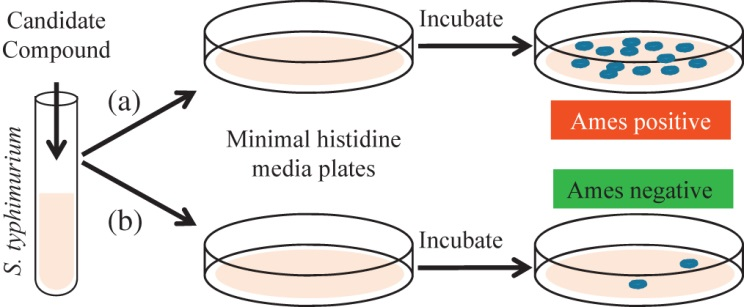 Candidate
Compound
S. typhimurium
(a)
(b)
Incubate
Minimal histidine
media plates
Ames positive
Ames negative
Incubate